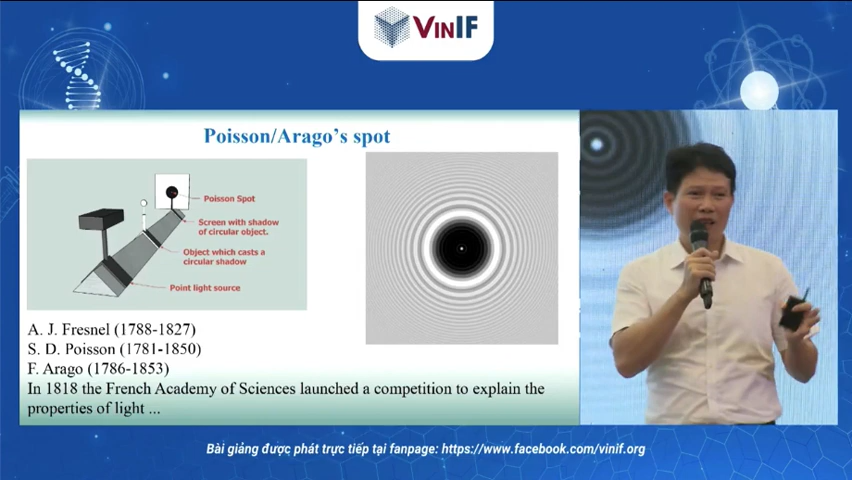 VINIF
Poisson/Arago's spot
Poisson Spot
Screen with shadow
of circular object.
Object which casts a
circular shadow
Point light source
A. J. Fresnel (1788-1827)
S. D. Poisson (1781-1850)
F. Arago (1786-1853)
In 1818 the French Academy of Sciences launched a competition to explain the
properties of light ...
Bài giảng được phát trực tiếp tại fanpage: https://www.facebook.com/vinif.org